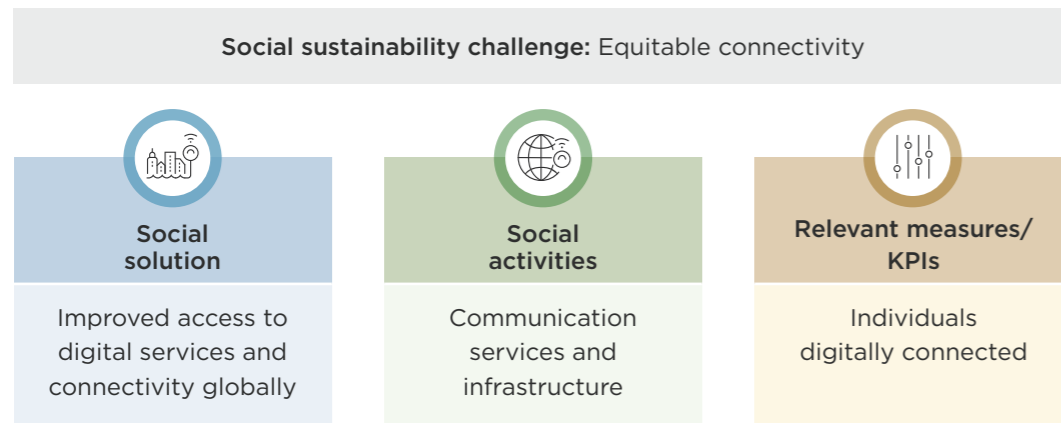 Social sustainability challenge: Equitable connectivity
Social
solution
Improved access to
digital services and
connectivity globally
Social
activities
Communication
services and
infrastructure
Relevant measures/
KPIs
Individuals
digitally connected